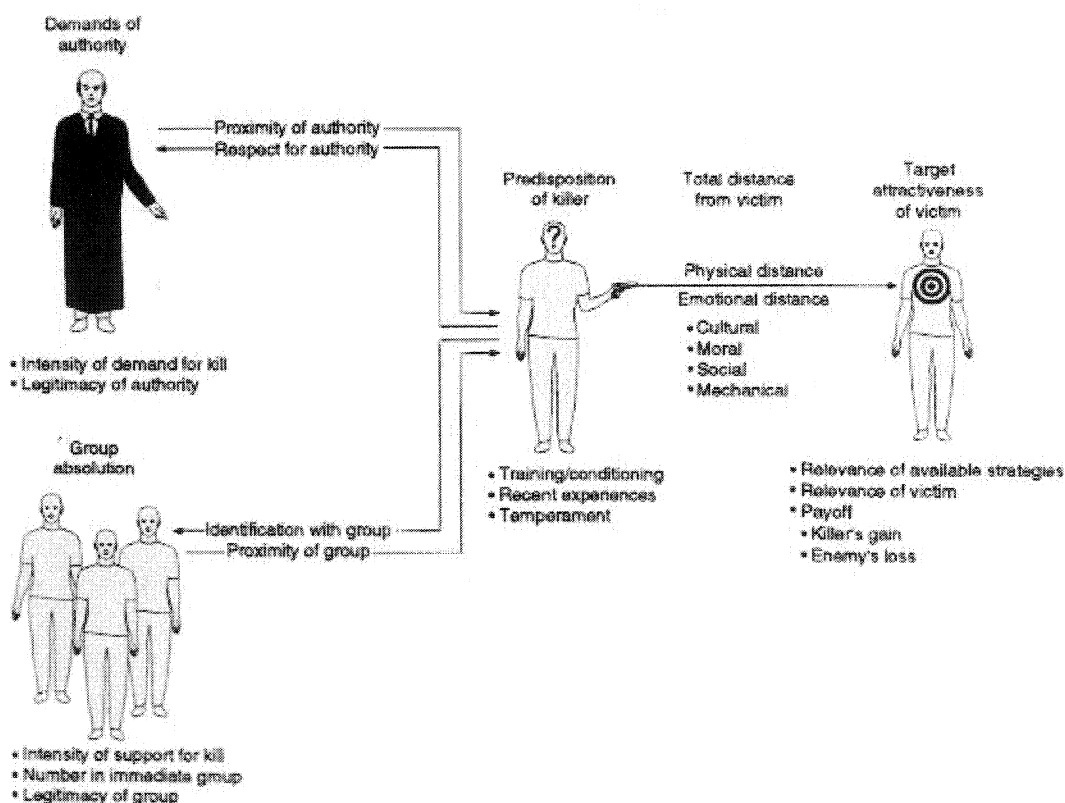 Demands of
authority
Proximity of authority
Respect for authority
• Intensity of demand for kill
• Legitimacy of authority
Group
absolution
Identification with group
Proximity of group
• Intensity of support for kill
• Number in immediate group
• Legitimacy of group
Predisposition
of killer
?
• Training/conditioning
• Recent experiences
• Temperament
Total distance
from victim
Physical distance
Emotional distance
• Cultural
• Moral
• Social
• Mechanical
Target
attractiveness
of victim
• Relevance of available strategies
• Relevance of victim
• Payoff
• Killer's gain
• Enemy's loss